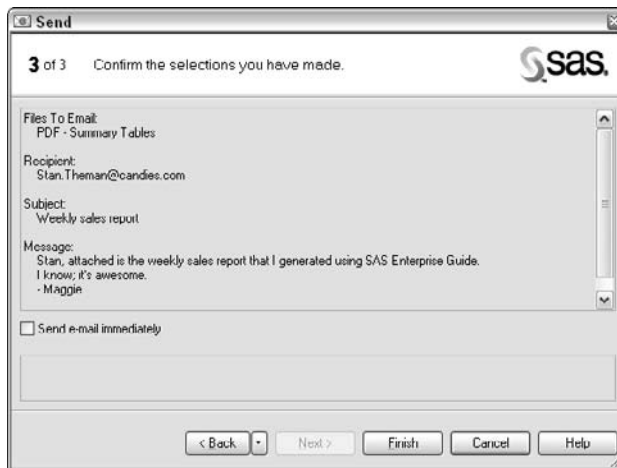 Send
3 of 3 Confirm the selections you have made.
sas.
Files To Email:
PDF - Summary Tables
Recipient:
Stan.Theman@candies.com
Subject:
Weekly sales report
Message:
Stan, attached is the weekly sales report that I generated using SAS Enterprise Guide.
I know; it's awesome.
- Maggie
Send e-mail immediately
< Back Next > Finish Cancel Help